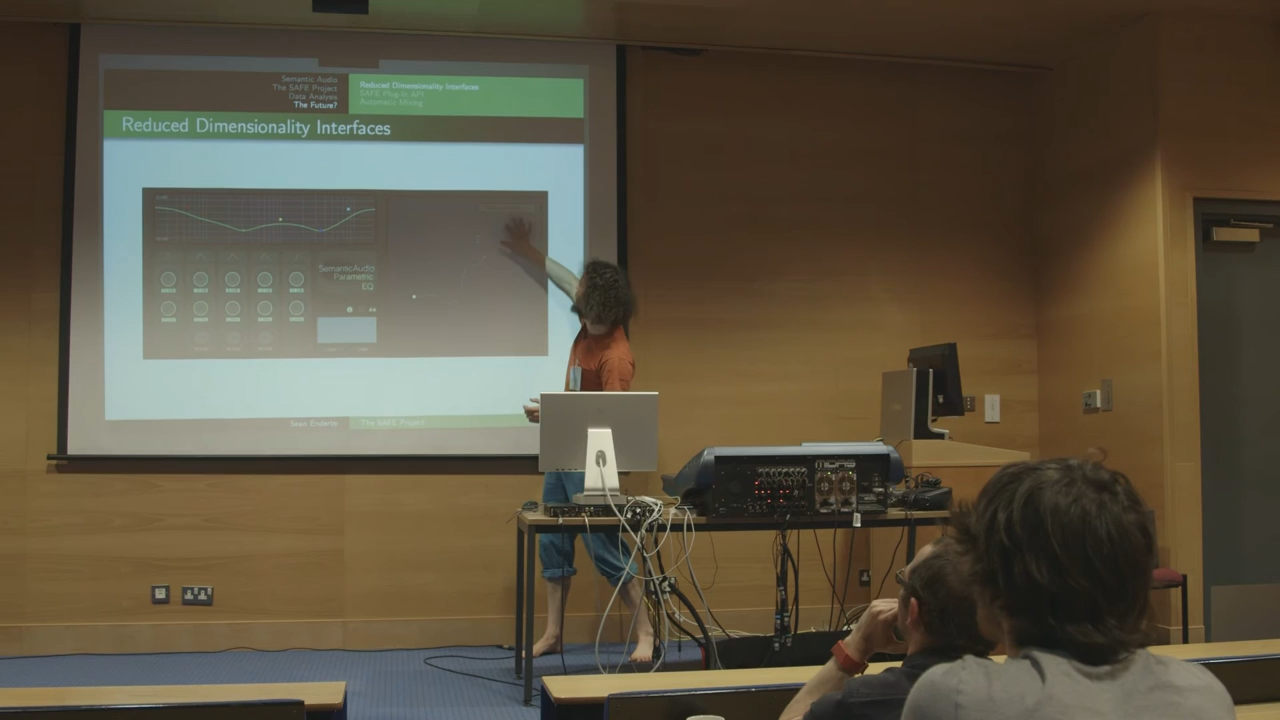 Semantic Audio
The SAFE Project
Data Analysis
The Future?
Reduced Dimensionality Interfaces
SAFE Plug-In API
Automatic Mixing
Reduced Dimensionality Interfaces
SemanticAudio
Parametric
EQ
Sean Enderby
The SAFE Project